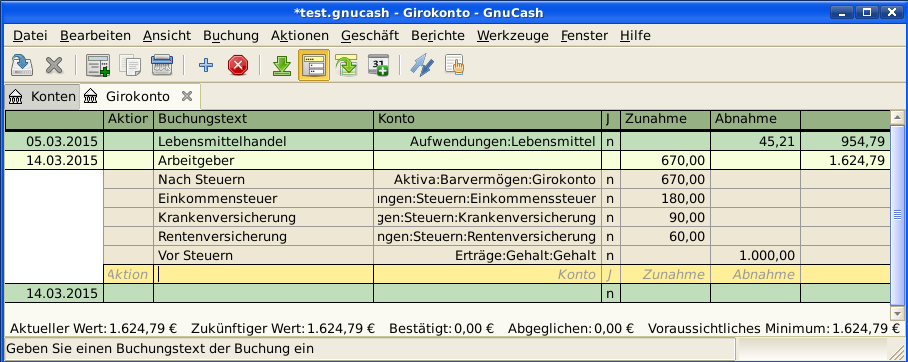 *test.gnucash - Girokonto - GnuCash
Datei Bearbeiten Ansicht Buchung Aktionen Geschäft Berichte Werkzeuge Fenster Hilfe
31
Konten Girokonto
Aktior Buchungstext Konto J Zunahme Abnahme
05.03.2015 Lebensmittelhandel Aufwendungen:Lebensmittel n 45,21 954,79
14.03.2015 Arbeitgeber 670,00 1.624,79
Nach Steuern Aktiva:Barvermögen:Girokonto n 670,00
Einkommensteuer ngen:Steuern:Einkommenssteuer n 180,00
Krankenversicherung gen:Steuern:Krankenversicherung n 90,00
Rentenversicherung ngen:Steuern:Rentenversicherung n 60,00
Vor Steuern Erträge:Gehalt:Gehalt n 1.000,00
Aktion Konto J Zunahme Abnahme
14.03.2015 n
Aktueller Wert: 1.624,79 € Zukünftiger Wert: 1.624,79 € Bestätigt: 0,00 € Abgeglichen: 0,00 € Voraussichtliches Minimum: 1.624,79 €
Geben Sie einen Buchungstext der Buchung ein